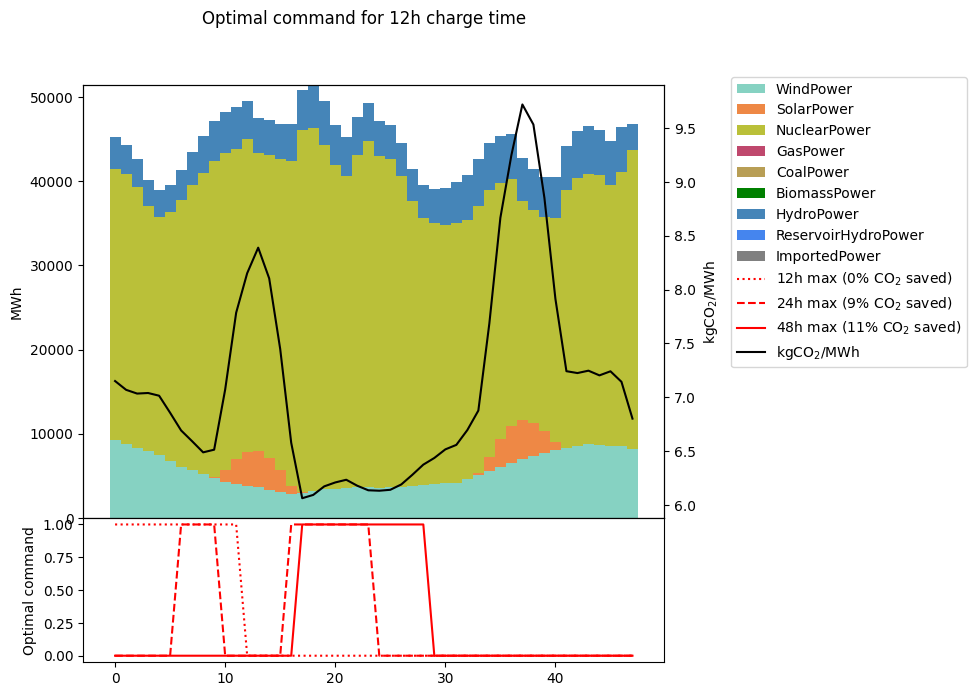 Optimal command for 12h charge time
50000
40000
30000
20000
10000
0
MWh
9.5
9.0
8.5
8.0
7.5
7.0
6.5
6.0
kgCO₂/MWh
WindPower
SolarPower
NuclearPower
GasPower
CoalPower
BiomassPower
HydroPower
ReservoirHydroPower
ImportedPower
12h max (0% CO₂ saved)
24h max (9% CO₂ saved)
48h max (11% CO₂ saved)
kgCO₂/MWh
1.00
0.75
0.50
0.25
0.00
Optimal command
0
10
20
30
40